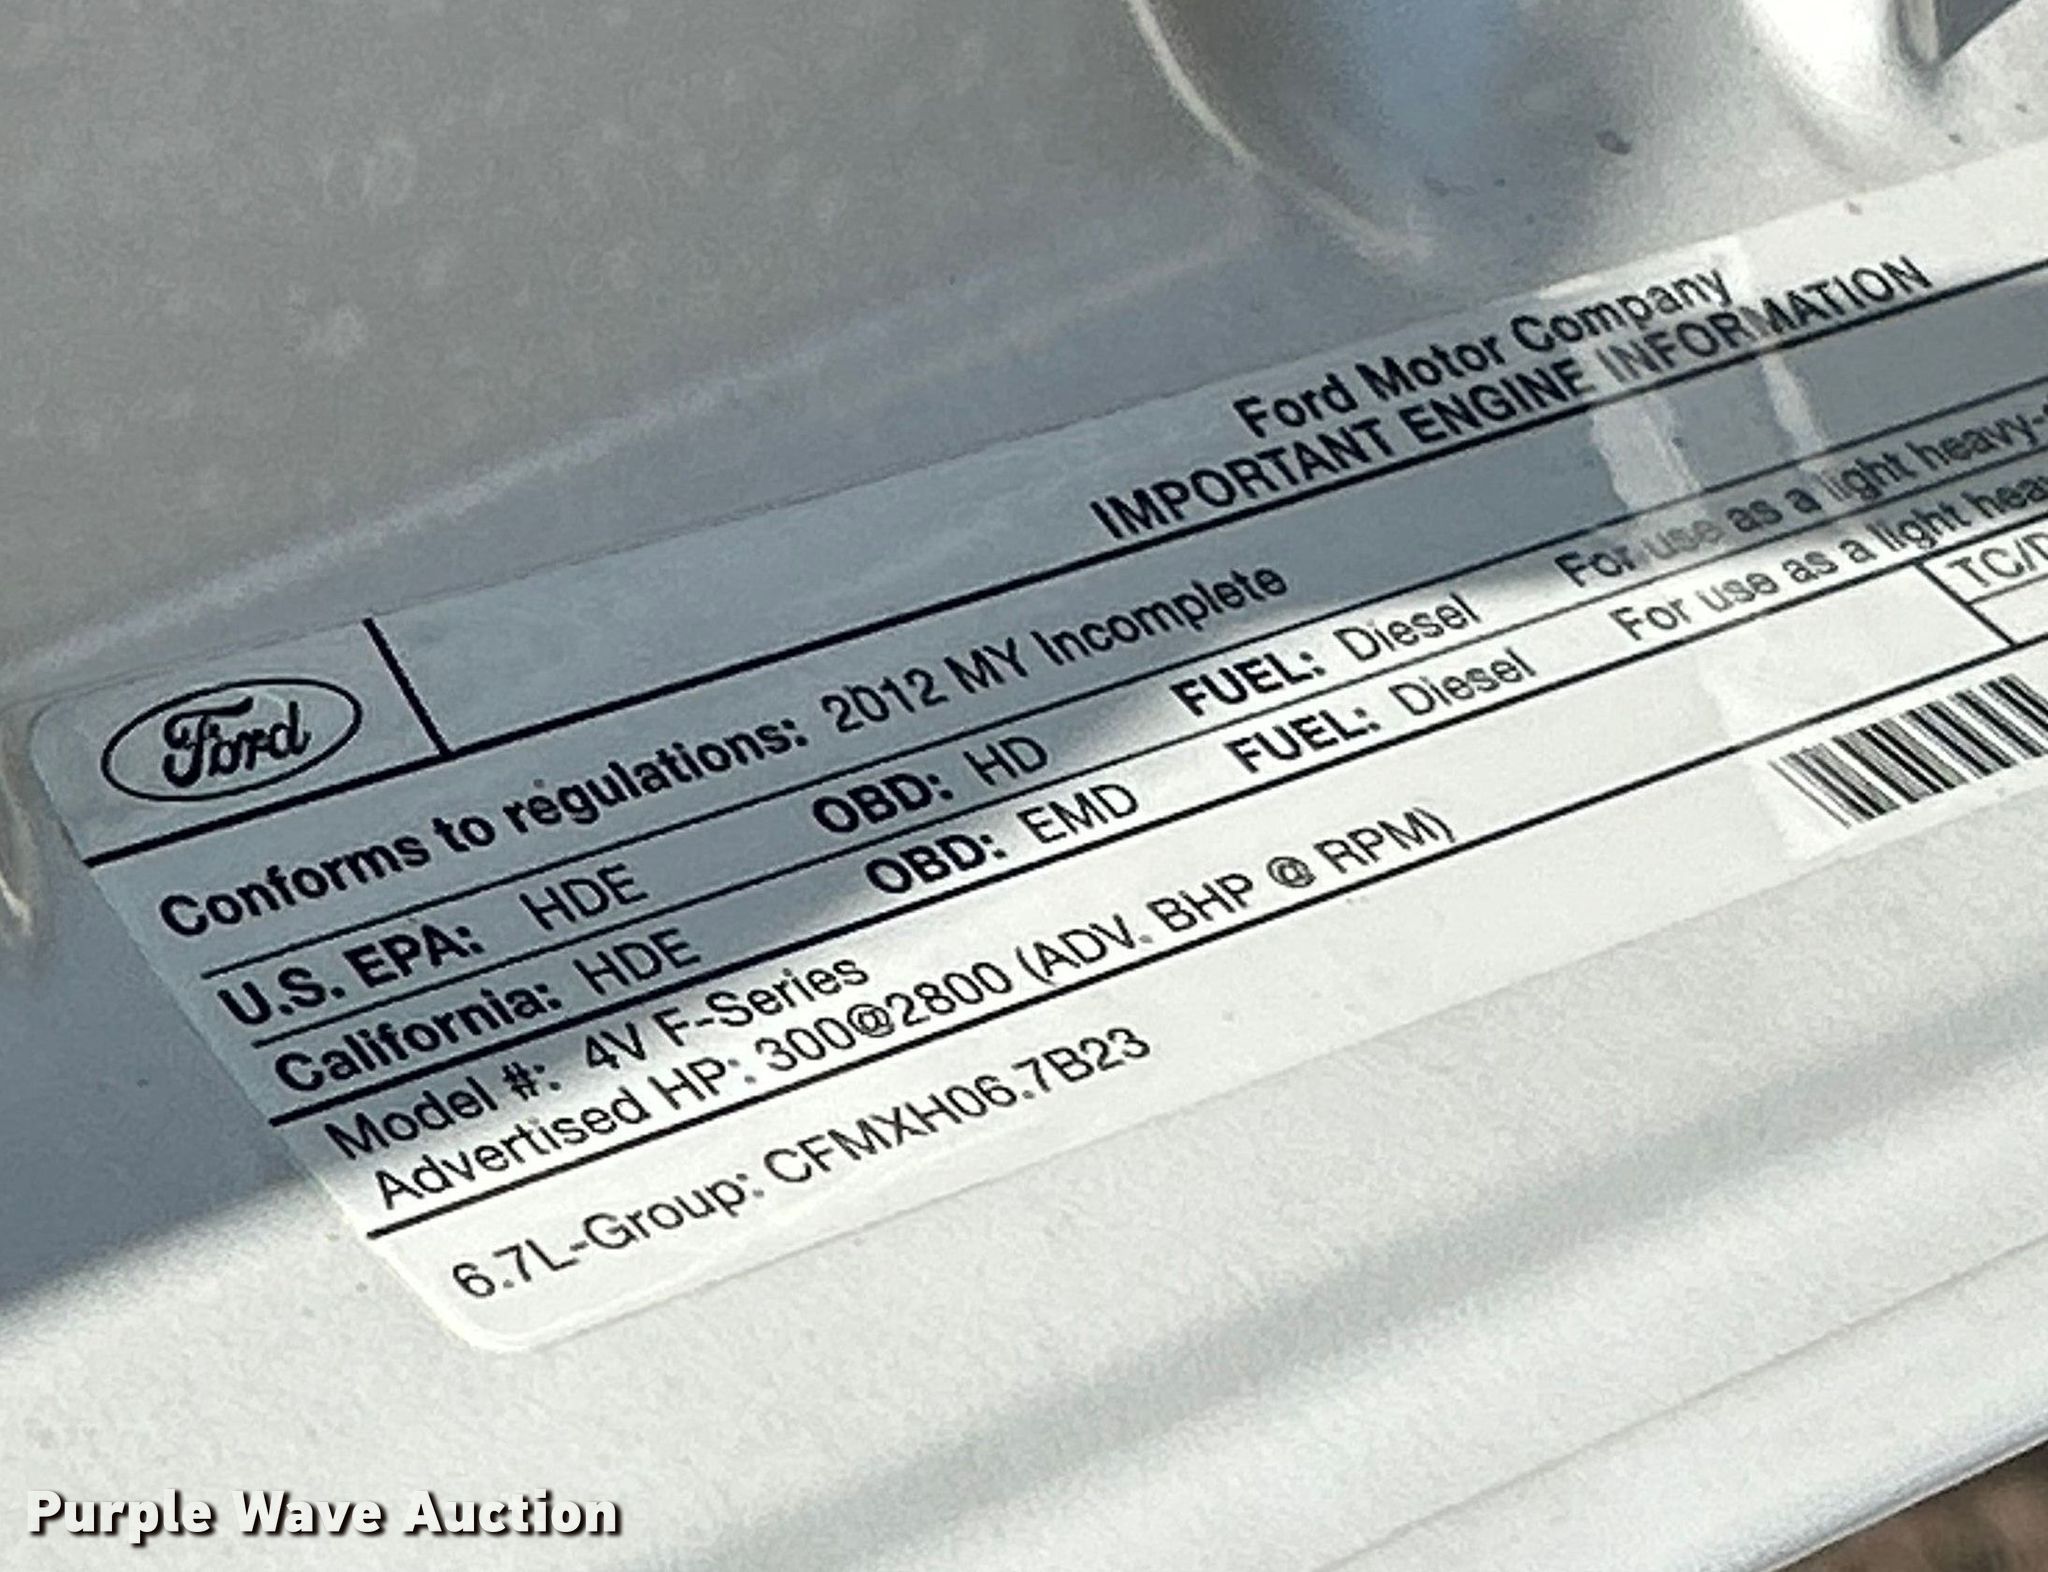 Ford
Ford Motor Company
IMPORTANT ENGINE INFORMATION
Conforms to regulations: 2012 MY Incomplete
U.S. EPA: HDE OBD: HD FUEL: Diesel For use as a light heavy-
California: HDE OBD: EMD FUEL: Diesel For use as a light hea
Model #: 4V F-Series
TC/D
Advertised HP: 300@2800 (ADV. BHP @ RPM)
6.7L-Group: CFMXH06.7B23
Purple Wave Auction